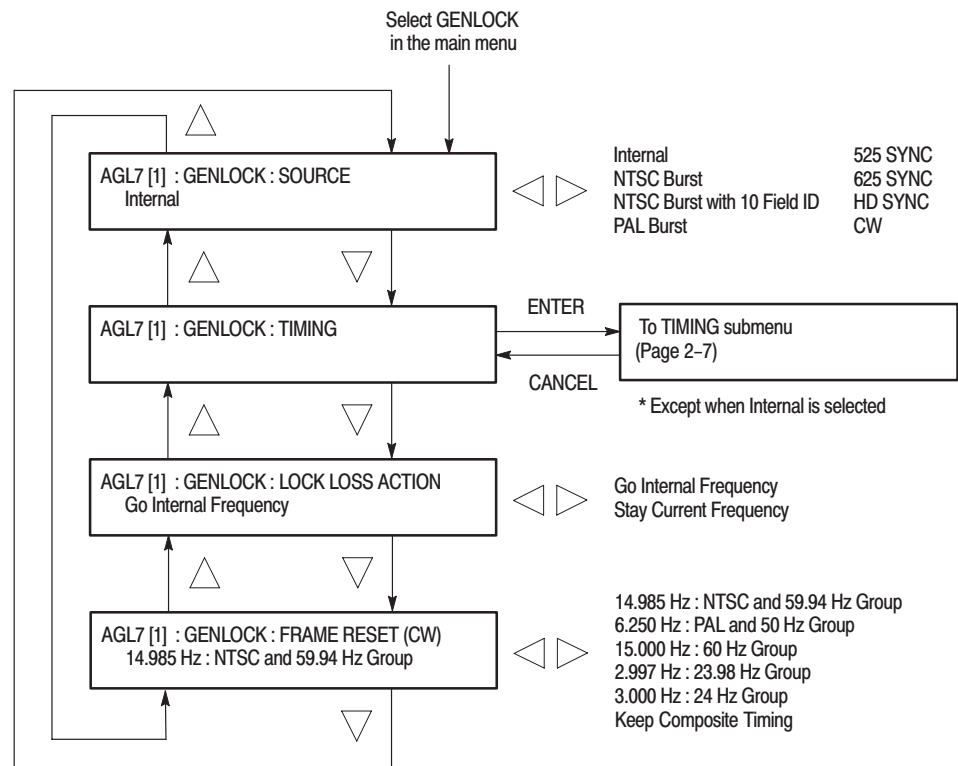 Select GENLOCK
in the main menu
AGL7 [1] : GENLOCK : SOURCE
Internal
Internal 525 SYNC
NTSC Burst 625 SYNC
NTSC Burst with 10 Field ID HD SYNC
PAL Burst CW
AGL7 [1] : GENLOCK : TIMING
ENTER
CANCEL
To TIMING submenu
(Page 2–7)
* Except when Internal is selected
AGL7 [1] : GENLOCK : LOCK LOSS ACTION
Go Internal Frequency
Go Internal Frequency
Stay Current Frequency
AGL7 [1] : GENLOCK : FRAME RESET (CW)
14.985 Hz : NTSC and 59.94 Hz Group
14.985 Hz : NTSC and 59.94 Hz Group
6.250 Hz : PAL and 50 Hz Group
15.000 Hz : 60 Hz Group
2.997 Hz : 23.98 Hz Group
3.000 Hz : 24 Hz Group
Keep Composite Timing